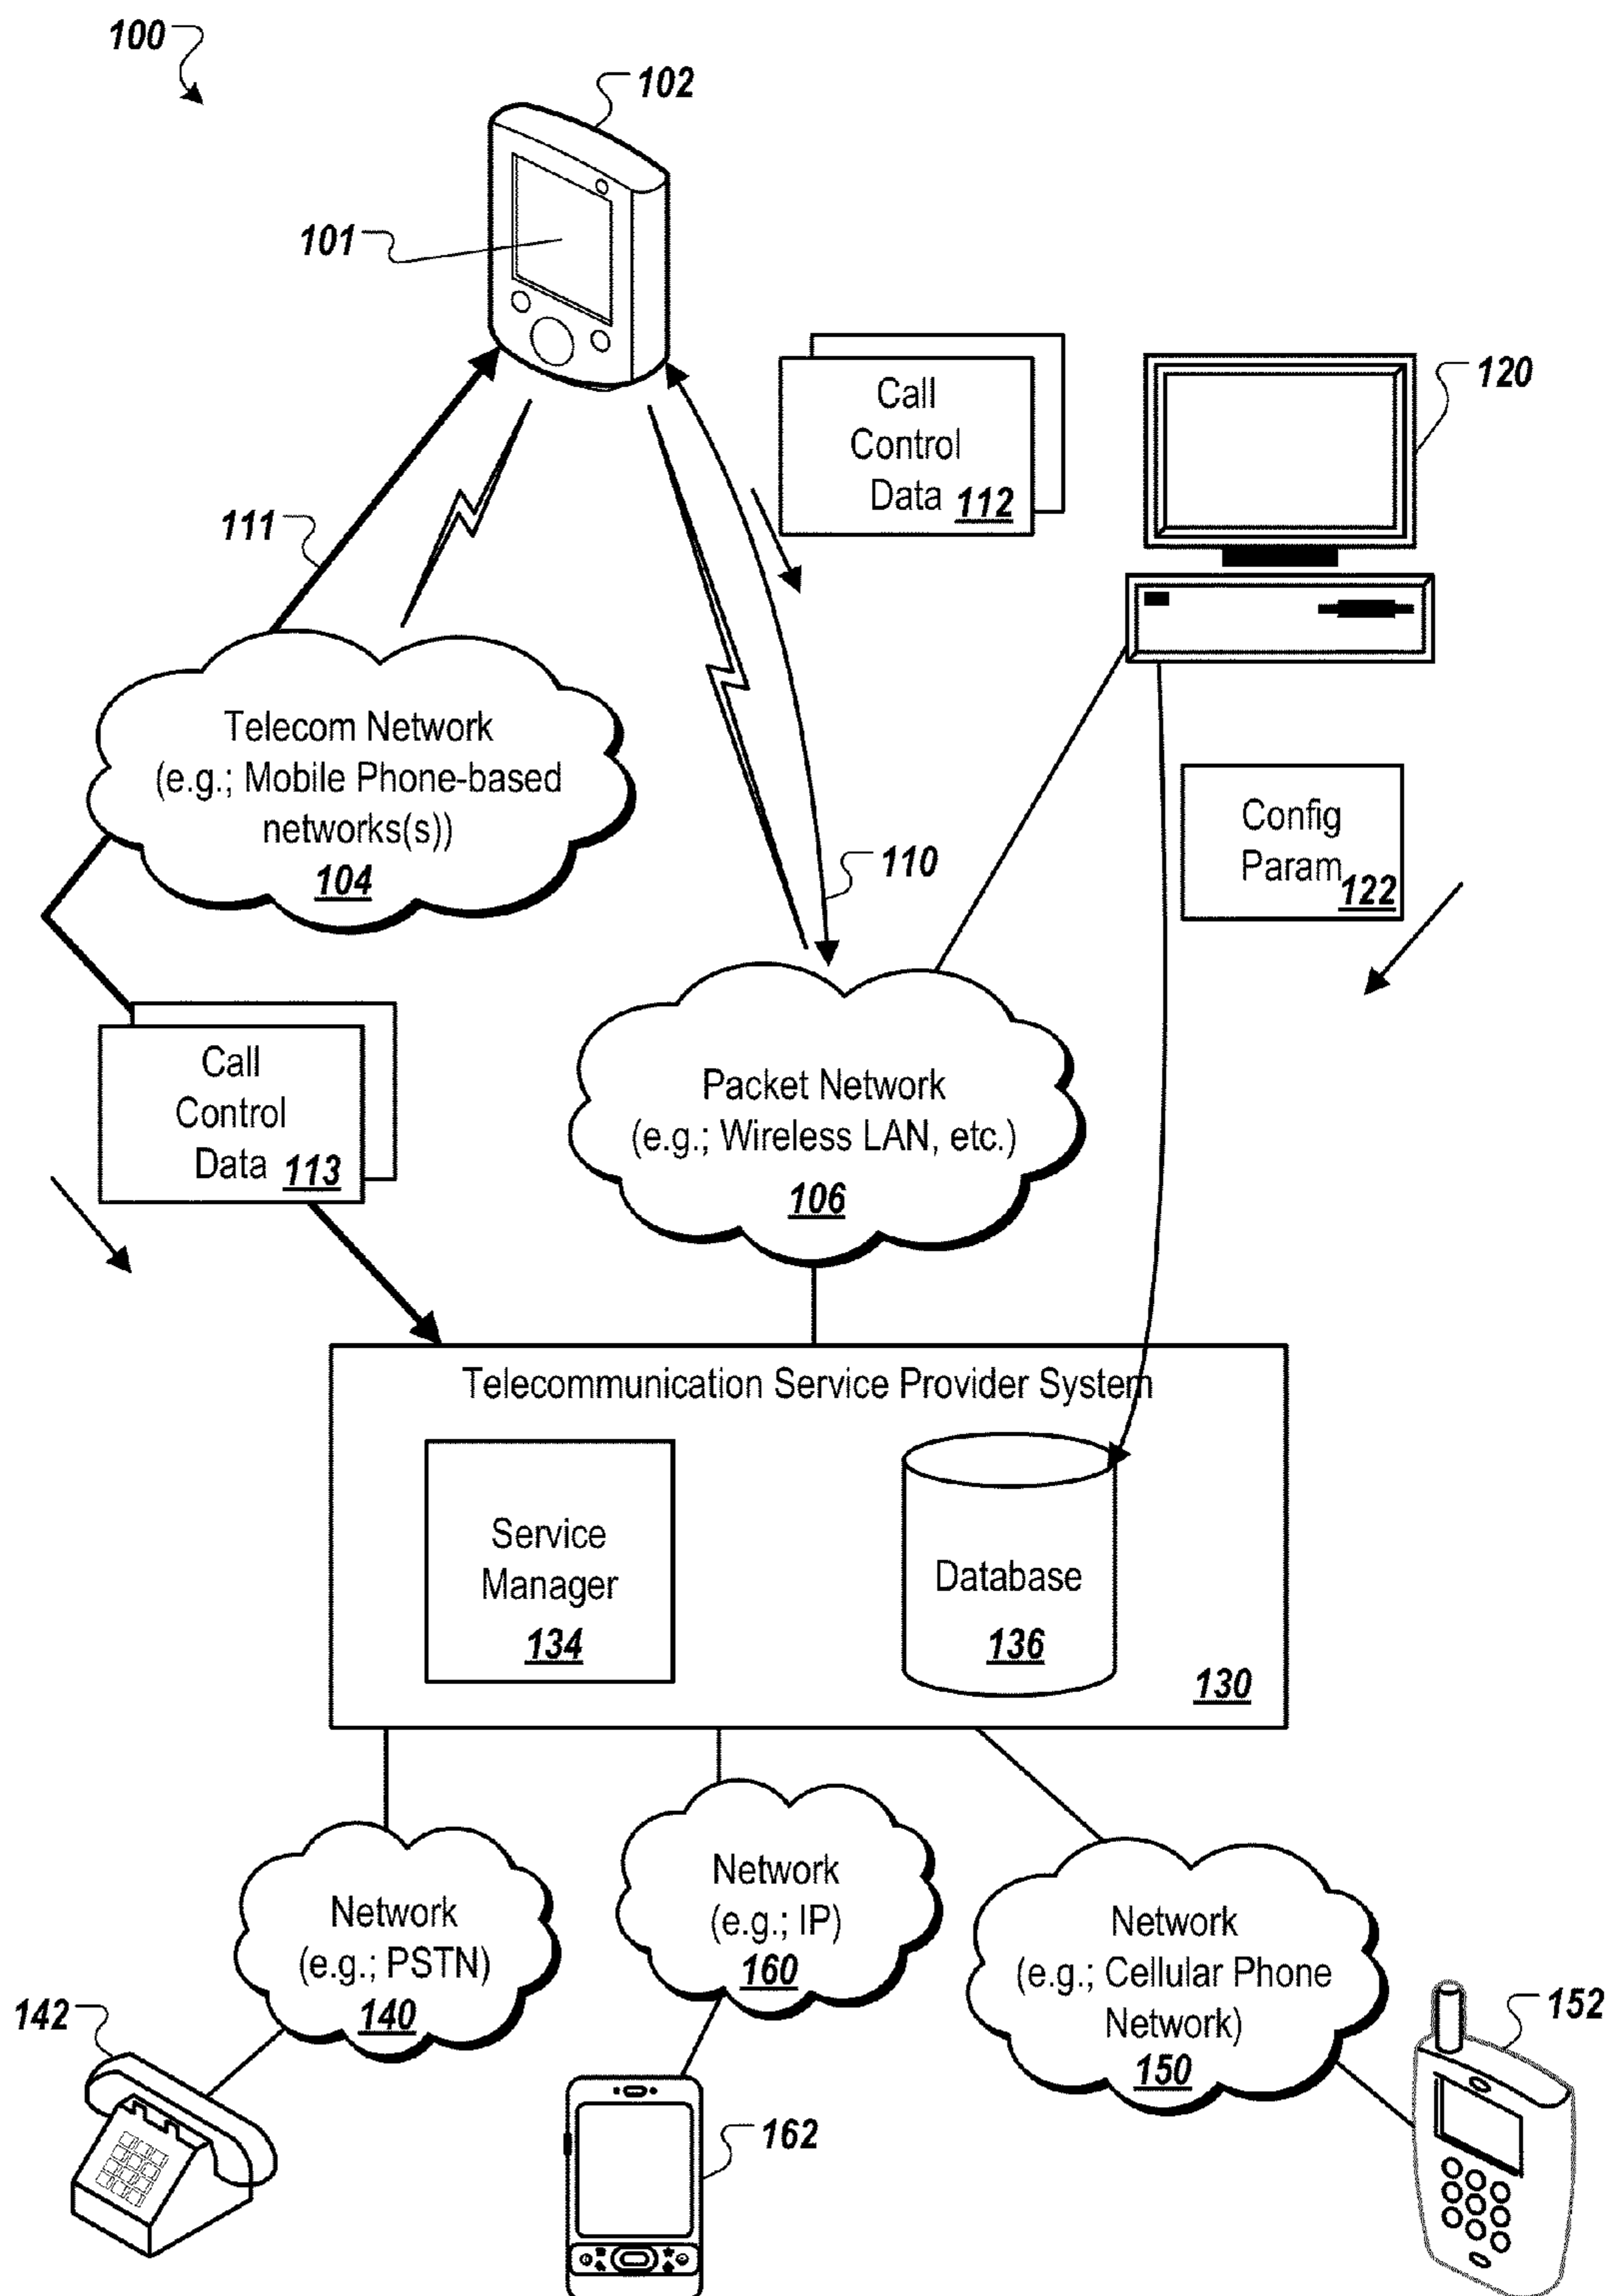 100
102
101
Call
Control
Data 112
120
111
Telecom Network
(e.g.; Mobile Phone-based
networks(s))
104
Config
Param
122
110
Call
Control
Data 113
Packet Network
(e.g.; Wireless LAN, etc.)
106
Telecommunication Service Provider System
Service
Manager
134
Database
136
130
Network
(e.g.; PSTN)
140
Network
(e.g.; IP)
160
Network
(e.g.; Cellular Phone
Network)
150
142
162
152